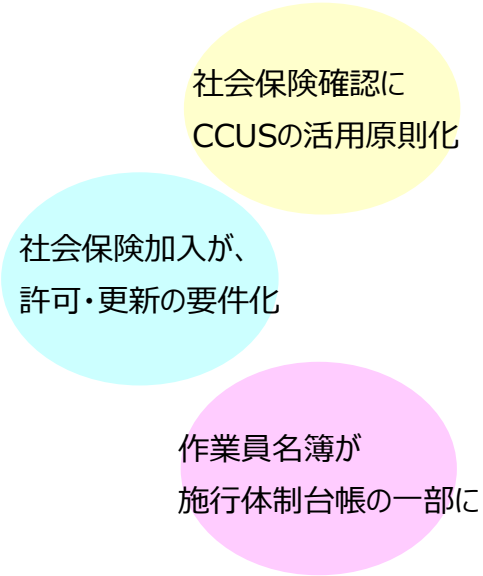 社会保険確認に
CCUSの活用原則化
社会保険加入が、
許可・更新の要件化
作業員名簿が
施行体制台帳の一部に